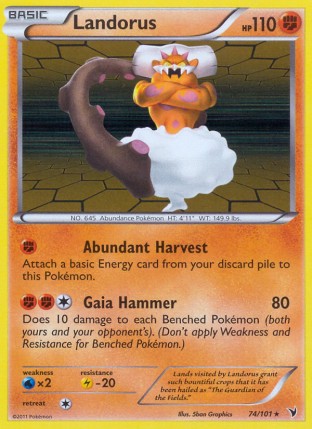 BASIC
Landorus
HP110
NO. 645 Abundance Pokémon HT: 4'11" WT: 149.9 lbs.
Abundant Harvest
Attach a basic Energy card from your discard pile to
this Pokémon.
Gaia Hammer 80
Does 10 damage to each Benched Pokémon (both
yours and your opponent's). (Don't apply Weakness and
Resistance for Benched Pokémon.)
weakness
×2
resistance
-20
retreat
Lands visited by Landorus grant
such bountiful crops that it has
been hailed as "The Guardian of
the Fields."
Illus. Shon Graphics
74/101 ★
©2011 Pokémon